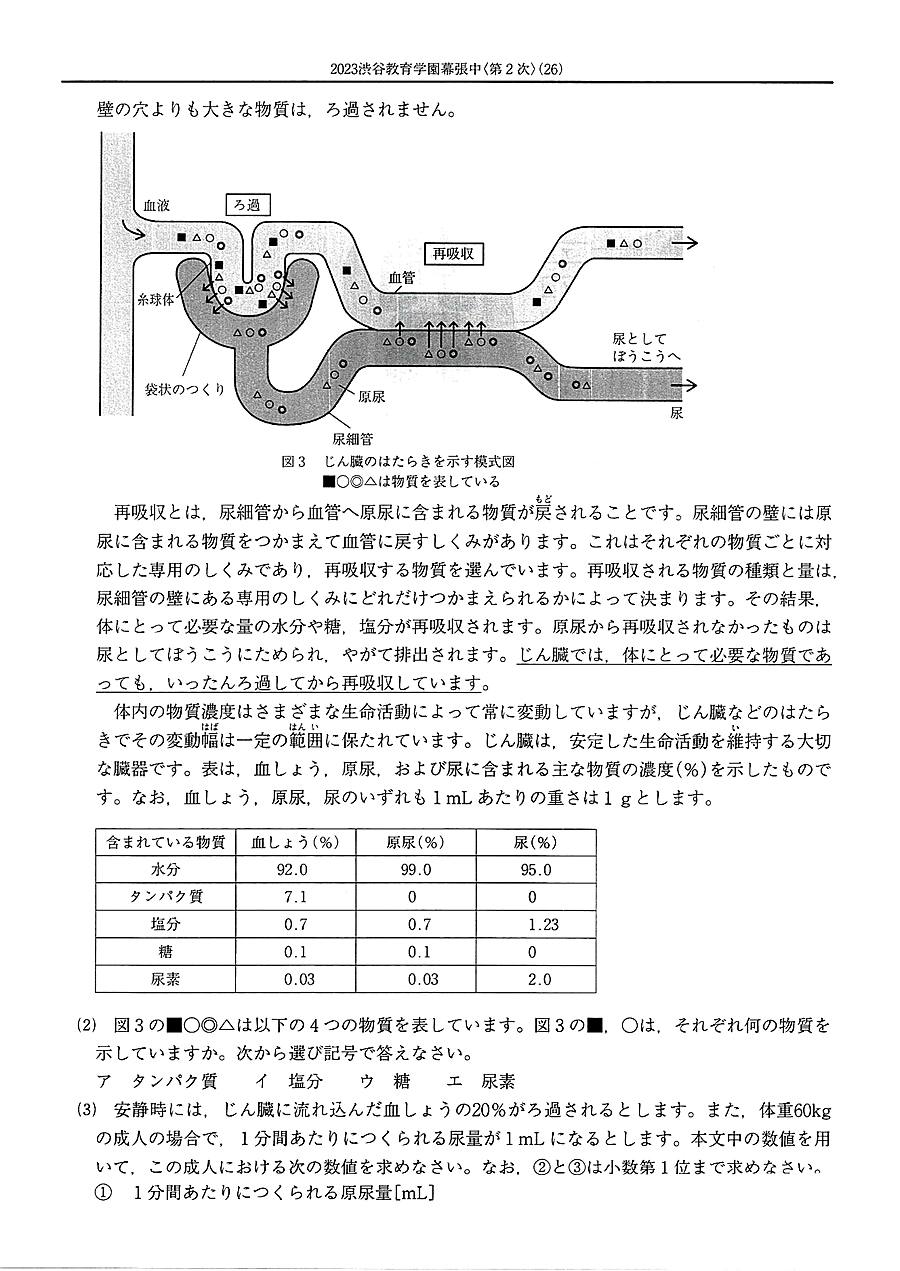 2023渋谷教育学園幕張中〈第2次〉(26)
壁の穴よりも大きな物質は，ろ過されません。
血液
ろ過
再吸収
血管
糸球体
袋状のつくり
原尿
尿細管
尿として
ぼうこうへ
尿
図3　じん臓のはたらきを示す模式図
■○◎△は物質を表している
再吸収とは，尿細管から血管へ原尿に含まれる物質が戻されることです。尿細管の壁には原
もど
尿に含まれる物質をつかまえて血管に戻すしくみがあります。これはそれぞれの物質ごとに対
応した専用のしくみであり，再吸収する物質を選んでいます。再吸収される物質の種類と量は，
尿細管の壁にある専用のしくみにどれだけつかまえられるかによって決まります。その結果，
体にとって必要な量の水分や糖，塩分が再吸収されます。原尿から再吸収されなかったものは
尿としてぼうこうにためられ，やがて排出されます。じん臓では，体にとって必要な物質であ
っても，いったんろ過してから再吸収しています。
体内の物質濃度はさまざまな生命活動によって常に変動していますが，じん臓などのはたら
はば　はんい　い
きでその変動幅は一定の範囲に保たれています。じん臓は，安定した生命活動を維持する大切
な臓器です。表は，血しょう，原尿，および尿に含まれる主な物質の濃度(％)を示したもので
す。なお，血しょう，原尿，尿のいずれも1mLあたりの重さは1gとします。
含まれている物質　血しょう(％)　原尿(％)　尿(％)
水分　92.0　99.0　95.0
タンパク質　7.1　0　0
塩分　0.7　0.7　1.23
糖　0.1　0.1　0
尿素　0.03　0.03　2.0
(2)　図3の■○◎△は以下の4つの物質を表しています。図3の■，○は，それぞれ何の物質を
示していますか。次から選び記号で答えなさい。
ア　タンパク質　イ　塩分　ウ　糖　エ　尿素
(3)　安静時には，じん臓に流れ込んだ血しょうの20％がろ過されるとします。また，体重60kg
の成人の場合で，1分間あたりにつくられる尿量が1mLになるとします。本文中の数値を用
いて，この成人における次の数値を求めなさい。なお，②と③は小数第1位まで求めなさい。
①　1分間あたりにつくられる原尿量[mL]